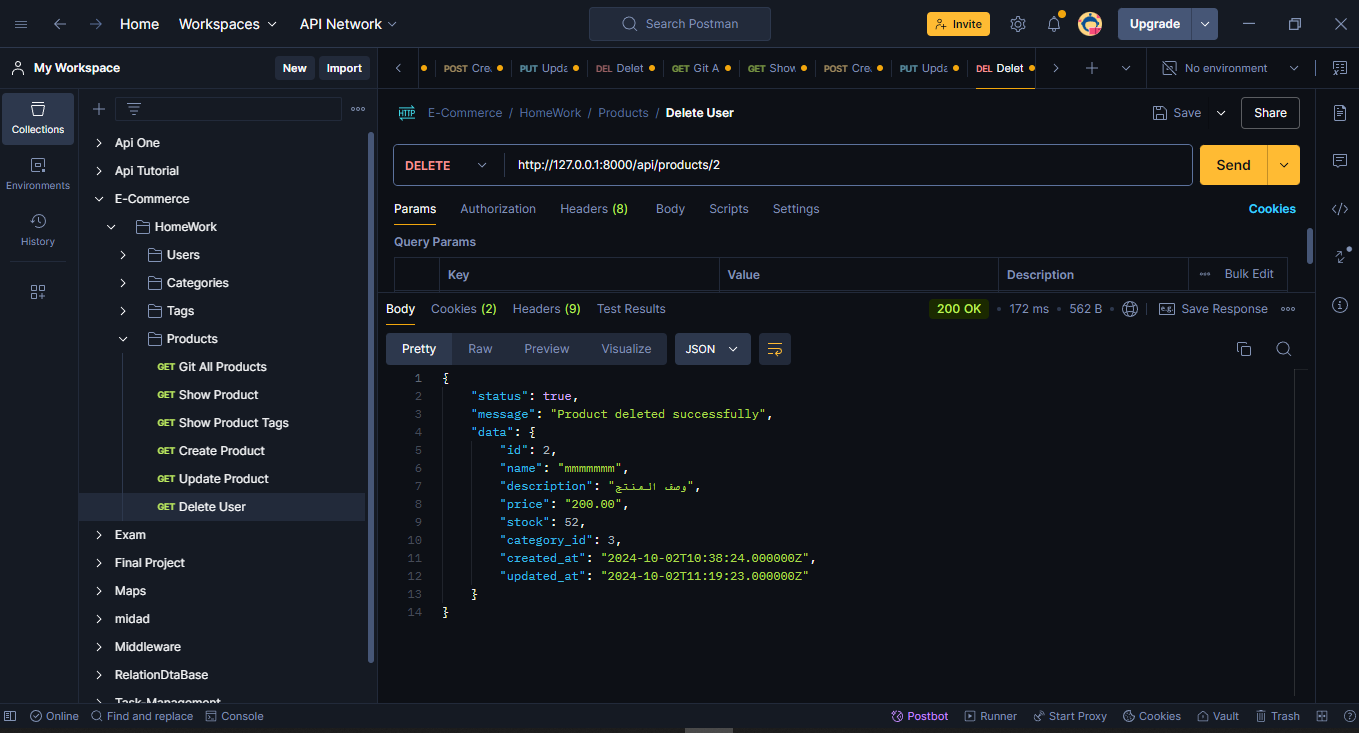 Home Workspaces API Network Search Postman Invite Upgrade
My Workspace New Import
POST Cre DEL Delet GET Git A GET Show POST Cre PUT Upda DEL Delet No environment
Collections
Environments
History
Api One
Api Tutorial
E-Commerce
HomeWork
Users
Categories
Tags
Products
GET Git All Products
GET Show Product
GET Show Product Tags
GET Create Product
GET Update Product
GET Delete User
Exam
Final Project
Maps
midad
Middleware
RelationDtaBase
Task-Management
HTTP E-Commerce / HomeWork / Products / Delete User Save Share
DELETE http://127.0.0.1:8000/api/products/2 Send
Params Authorization Headers (8) Body Scripts Settings Cookies
Query Params
Key Value Description Bulk Edit
Body Cookies (2) Headers (9) Test Results 200 OK 172 ms 562 B e.g. Save Response
Pretty Raw Preview Visualize JSON
1 {
2 "status": true,
3 "message": "Product deleted successfully",
4 "data": {
5 "id": 2,
6 "name": "mmmmmmm",
7 "description": "وصف المنتج",
8 "price": "200.00",
9 "stock": 52,
10 "category_id": 3,
11 "created_at": "2024-10-02T10:38:24.000000Z",
12 "updated_at": "2024-10-02T11:19:23.000000Z"
13 }
14 }
Online Find and replace Console Postbot Runner Start Proxy Cookies Vault Trash